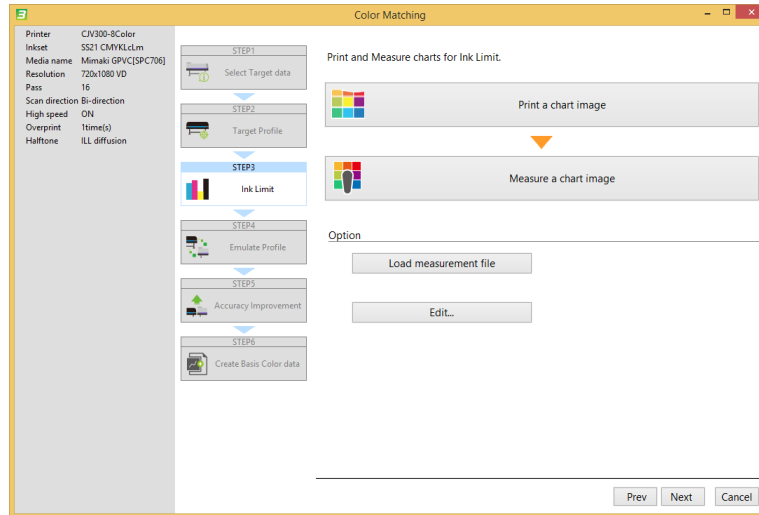 Color Matching
Printer CJV300-8Color
Inkset SS21 CMYKLcLm
Media name Mimaki GPVC[SPC706]
Resolution 720x1080 VD
Pass 16
Scan direction Bi-direction
High speed ON
Overprint 1time(s)
Halftone ILL diffusion
STEP1
Select Target data
STEP2
Target Profile
STEP3
Ink Limit
STEP4
Emulate Profile
STEP5
Accuracy Improvement
STEP6
Create Basis Color data
Print and Measure charts for Ink Limit.
Print a chart image
Measure a chart image
Option
Load measurement file
Edit...
Prev Next Cancel